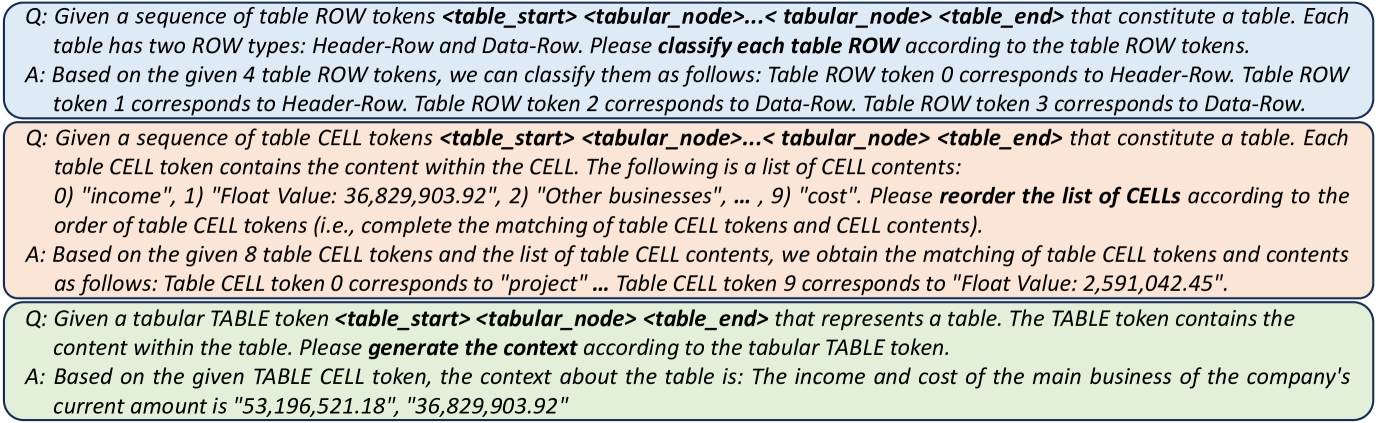 Q: Given a sequence of table ROW tokens <table_start> <tabular_node>...< tabular_node> <table_end> that constitute a table. Each
table has two ROW types: Header-Row and Data-Row. Please classify each table ROW according to the table ROW tokens.
A: Based on the given 4 table ROW tokens, we can classify them as follows: Table ROW token 0 corresponds to Header-Row. Table ROW
token 1 corresponds to Header-Row. Table ROW token 2 corresponds to Data-Row. Table ROW token 3 corresponds to Data-Row.
Q: Given a sequence of table CELL tokens <table_start> <tabular_node>...< tabular_node> <table_end> that constitute a table. Each
table CELL token contains the content within the CELL. The following is a list of CELL contents:
0) "income", 1) "Float Value: 36,829,903.92", 2) "Other businesses", ... , 9) "cost". Please reorder the list of CELLs according to the
order of table CELL tokens (i.e., complete the matching of table CELL tokens and CELL contents).
A: Based on the given 8 table CELL tokens and the list of table CELL contents, we obtain the matching of table CELL tokens and contents
as follows: Table CELL token 0 corresponds to "project" ... Table CELL token 9 corresponds to "Float Value: 2,591,042.45".
Q: Given a tabular TABLE token <table_start> <tabular_node> <table_end> that represents a table. The TABLE token contains the
content within the table. Please generate the context according to the tabular TABLE token.
A: Based on the given TABLE CELL token, the context about the table is: The income and cost of the main business of the company's
current amount is "53,196,521.18", "36,829,903.92"